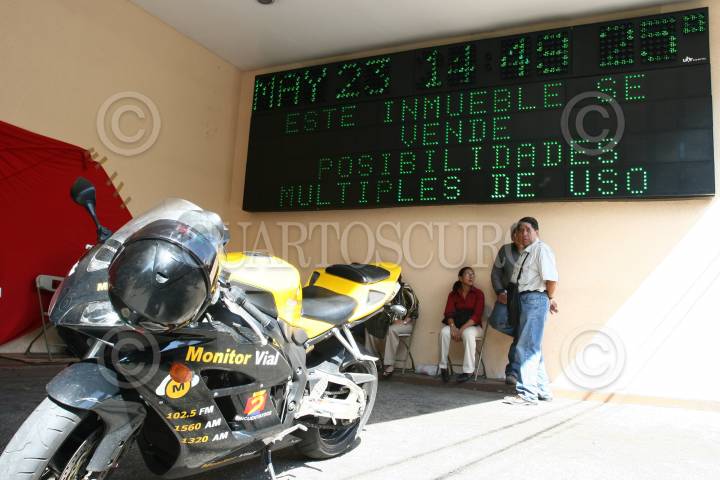 MAY 23 14:49 15°
ESTE INMUEBLE SE
VENDE
POSIBILIDADES
MULTIPLES DE USO
CUARTOSCURO
Monitor Vial
102.5 FM
1560 AM
1320 AM